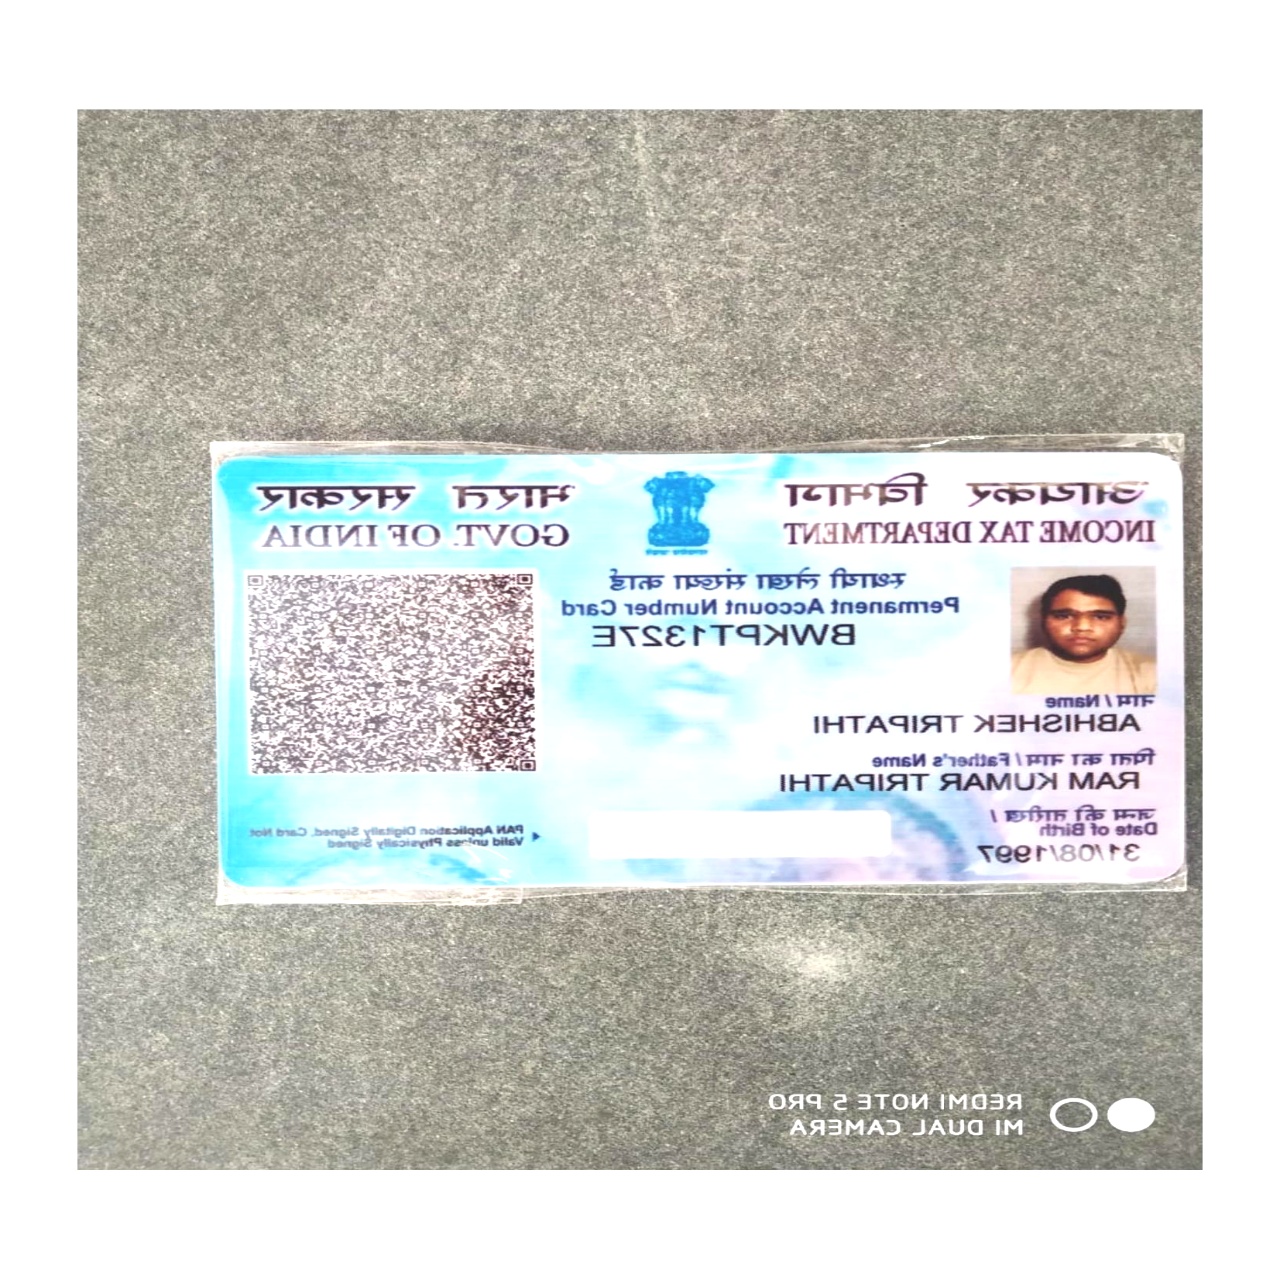 आयकर विभाग
INCOME TAX DEPARTMENT
भारत सरकार
GOVT. OF INDIA
स्थायी लेखा संख्या कार्ड
Permanent Account Number Card
BWKPT1327E
नाम / Name
ABHISHEK TRIPATHI
पिता का नाम / Father's Name
RAM KUMAR TRIPATHI
जन्म की तारीख /
Date of Birth
31/08/1997
PAN Application Digitally Signed, Card Not
Valid unless Physically Signed
REDMI NOTE 5 PRO
MI DUAL CAMERA